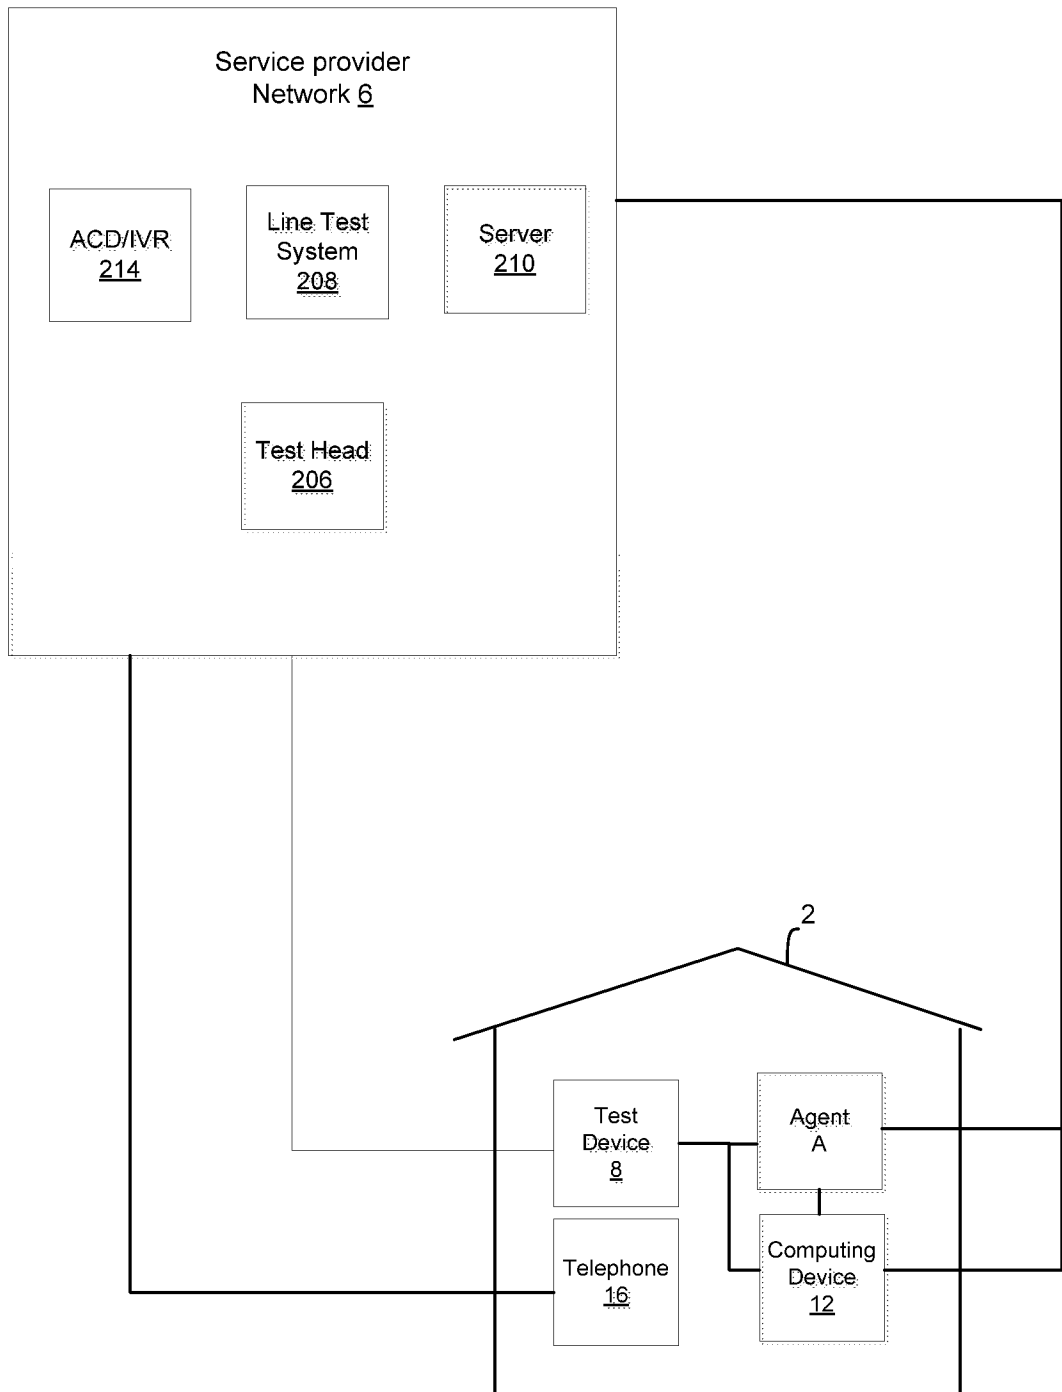 Service provider
Network 6
ACD/IVR
214
Line Test
System
208
Server
210
Test Head
206
2
Test
Device
8
Agent
A
Telephone
16
Computing
Device
12